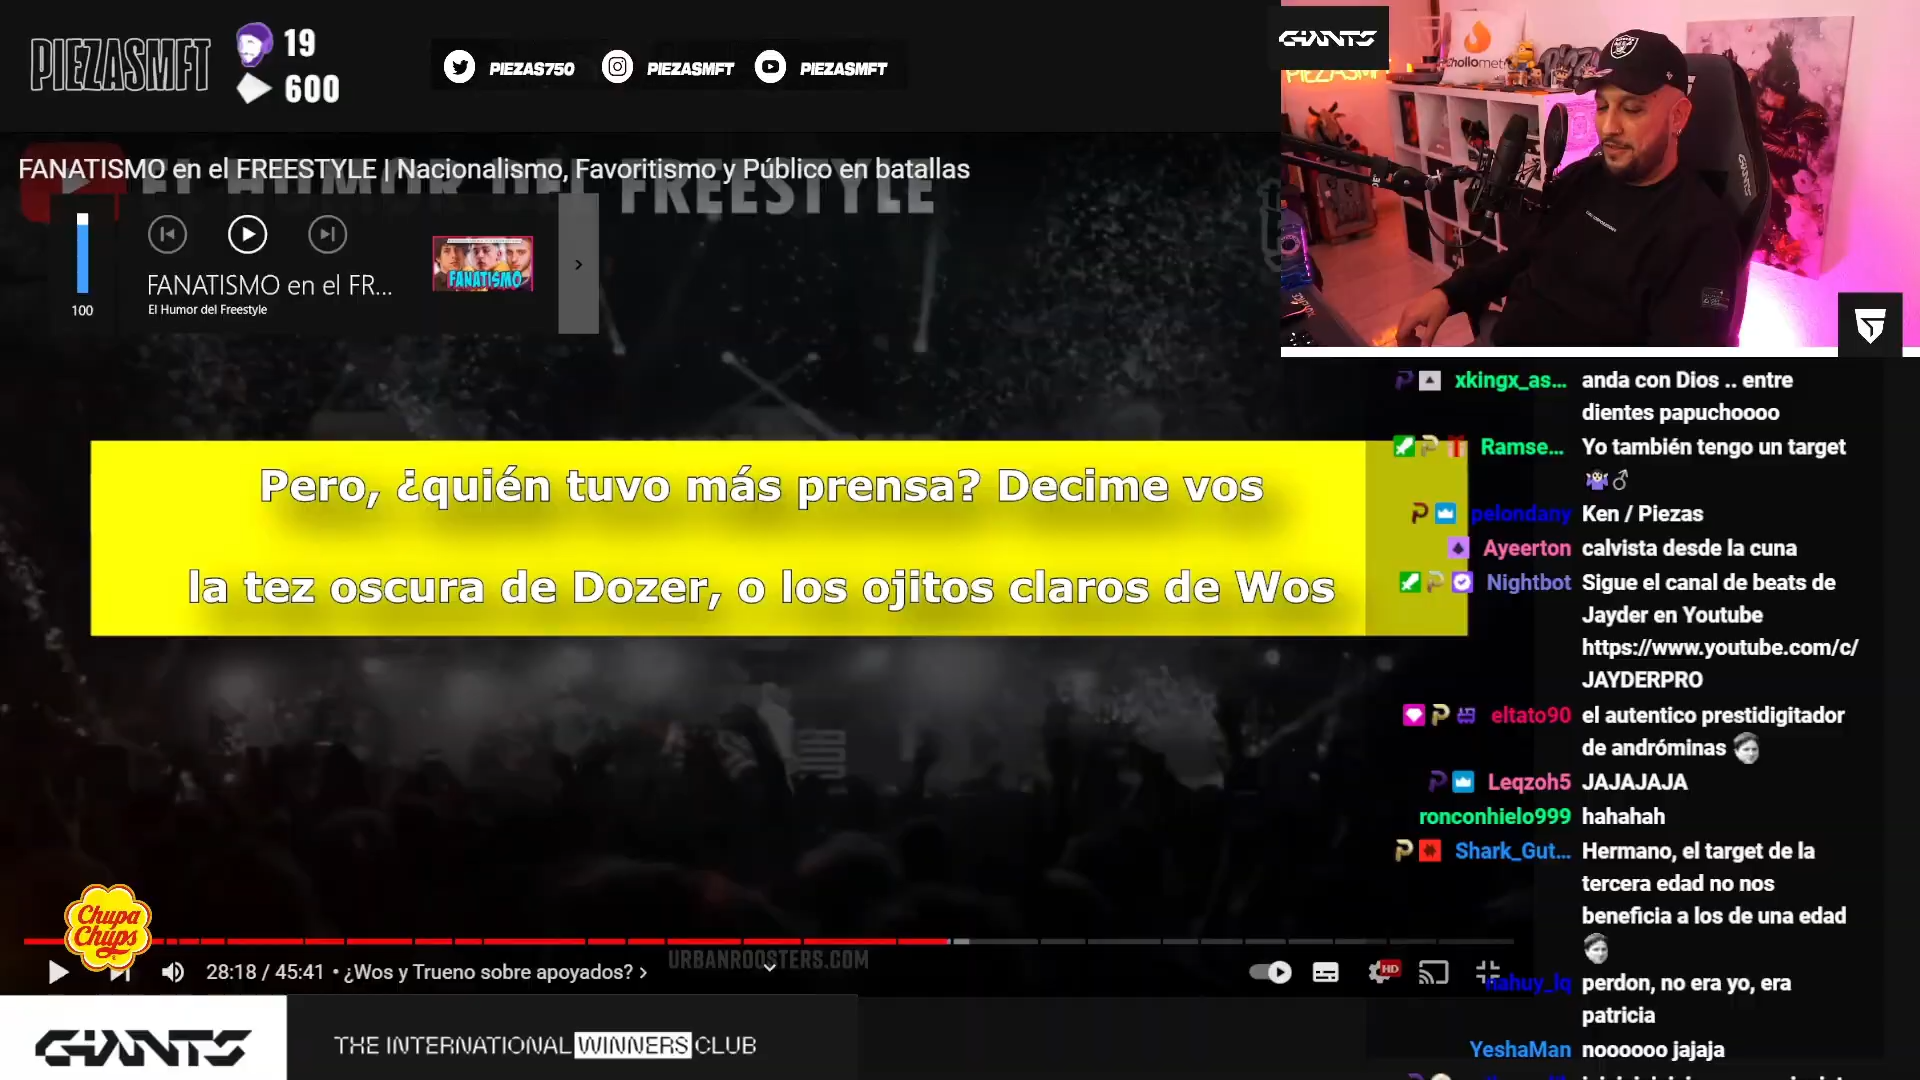 PIEZASMFT
19
600
PIEZAS750
PIEZASMFT
PIEZASMFT
GIANTS
FANATISMO en el FREESTYLE | Nacionalismo, Favoritismo y Público en batallas
EL HUMOR DEL FREESTYLE
FANATISMO en el FR...
El Humor del Freestyle
FANATISMO
100
Pero, ¿quién tuvo más prensa? Decime vos
la tez oscura de Dozer, o los ojitos claros de Wos
xkingx_as... anda con Dios .. entre
dientes papuchoooo
Ramse... Yo también tengo un target
pelondany Ken / Piezas
Ayeerton calvista desde la cuna
Nightbot Sigue el canal de beats de
Jayder en Youtube
https://www.youtube.com/c/
JAYDERPRO
eltato90 el autentico prestidigitador
de andróminas
Leqzoh5 JAJAJAJA
ronconhielo999 hahahah
Shark_Gut... Hermano, el target de la
tercera edad no nos
beneficia a los de una edad
nahuy_lq perdon, no era yo, era
patricia
YeshaMan noooooo jajaja
Chupa
Chups
URBANROOSTERS.COM
28:18 / 45:41 • ¿Wos y Trueno sobre apoyados? ›
HD
GIANTS
THE INTERNATIONAL WINNERS CLUB